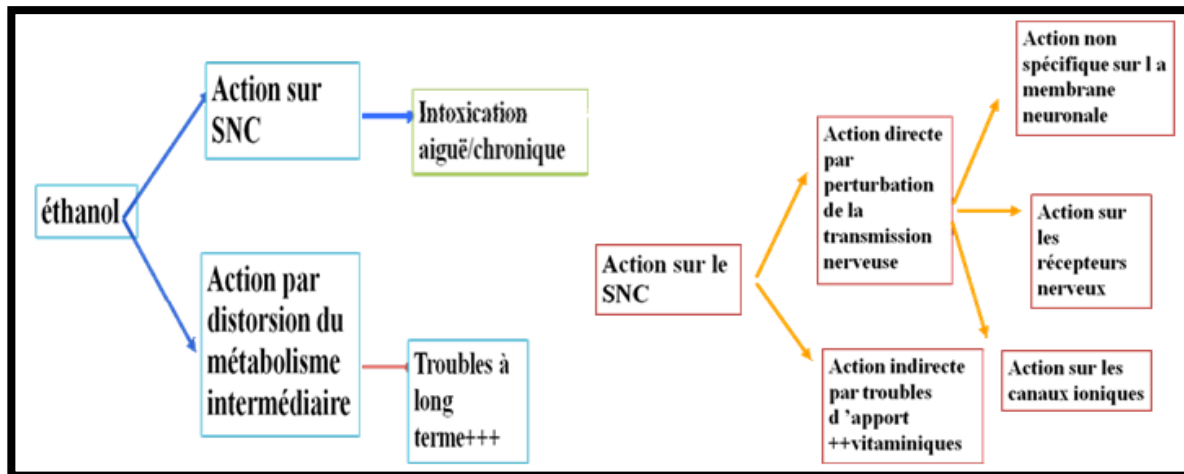 éthanol
Action sur
SNC
Intoxication
aiguë/chronique
Action par
distorsion du
métabolisme
intermédiaire
Troubles à
long
terme+++
Action sur le
SNC
Action directe
par
perturbation
de la
transmission
nerveuse
Action indirecte
par troubles
d ’apport
++vitaminiques
Action non
spécifique sur l a
membrane
neuronale
Action sur
les
récepteurs
nerveux
Action sur les
canaux ioniques